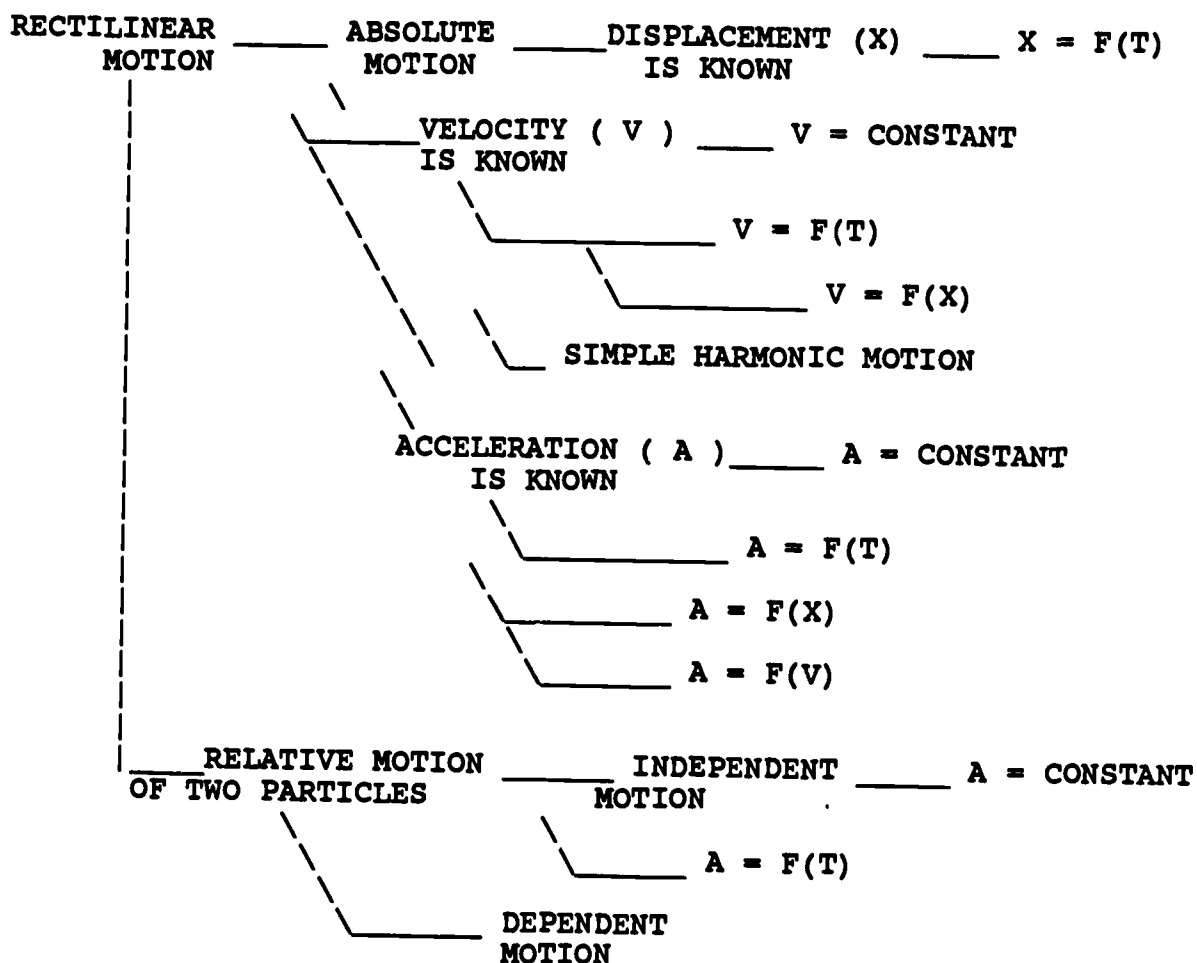 RECTILINEAR ABSOLUTE DISPLACEMENT (X) X = F(T)
MOTION MOTION IS KNOWN
VELOCITY ( V ) V = CONSTANT
IS KNOWN
V = F(T)
V = F(X)
SIMPLE HARMONIC MOTION
ACCELERATION ( A ) A = CONSTANT
IS KNOWN
A = F(T)
A = F(X)
A = F(V)
RELATIVE MOTION INDEPENDENT A = CONSTANT
OF TWO PARTICLES MOTION
A = F(T)
DEPENDENT
MOTION